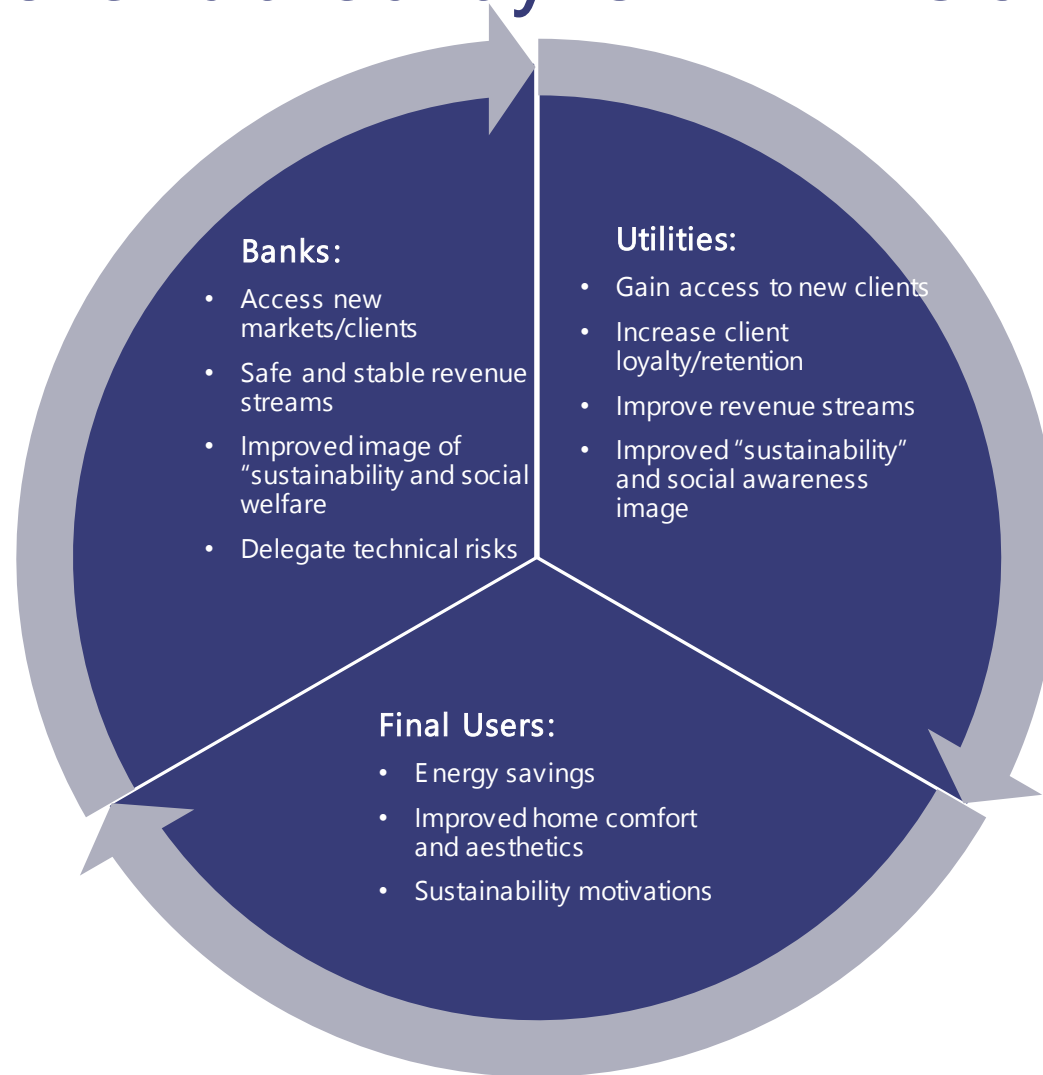 Banks:
• Access new
markets/clients
• Safe and stable revenue
streams
• Improved image of
“sustainability and social
welfare
• Delegate technical risks
Utilities:
• Gain access to new clients
• Increase client
loyalty/retention
• Improve revenue streams
• Improved “sustainability”
and social awareness
image
Final Users:
• Energy savings
• Improved home comfort
and aesthetics
• Sustainability motivations